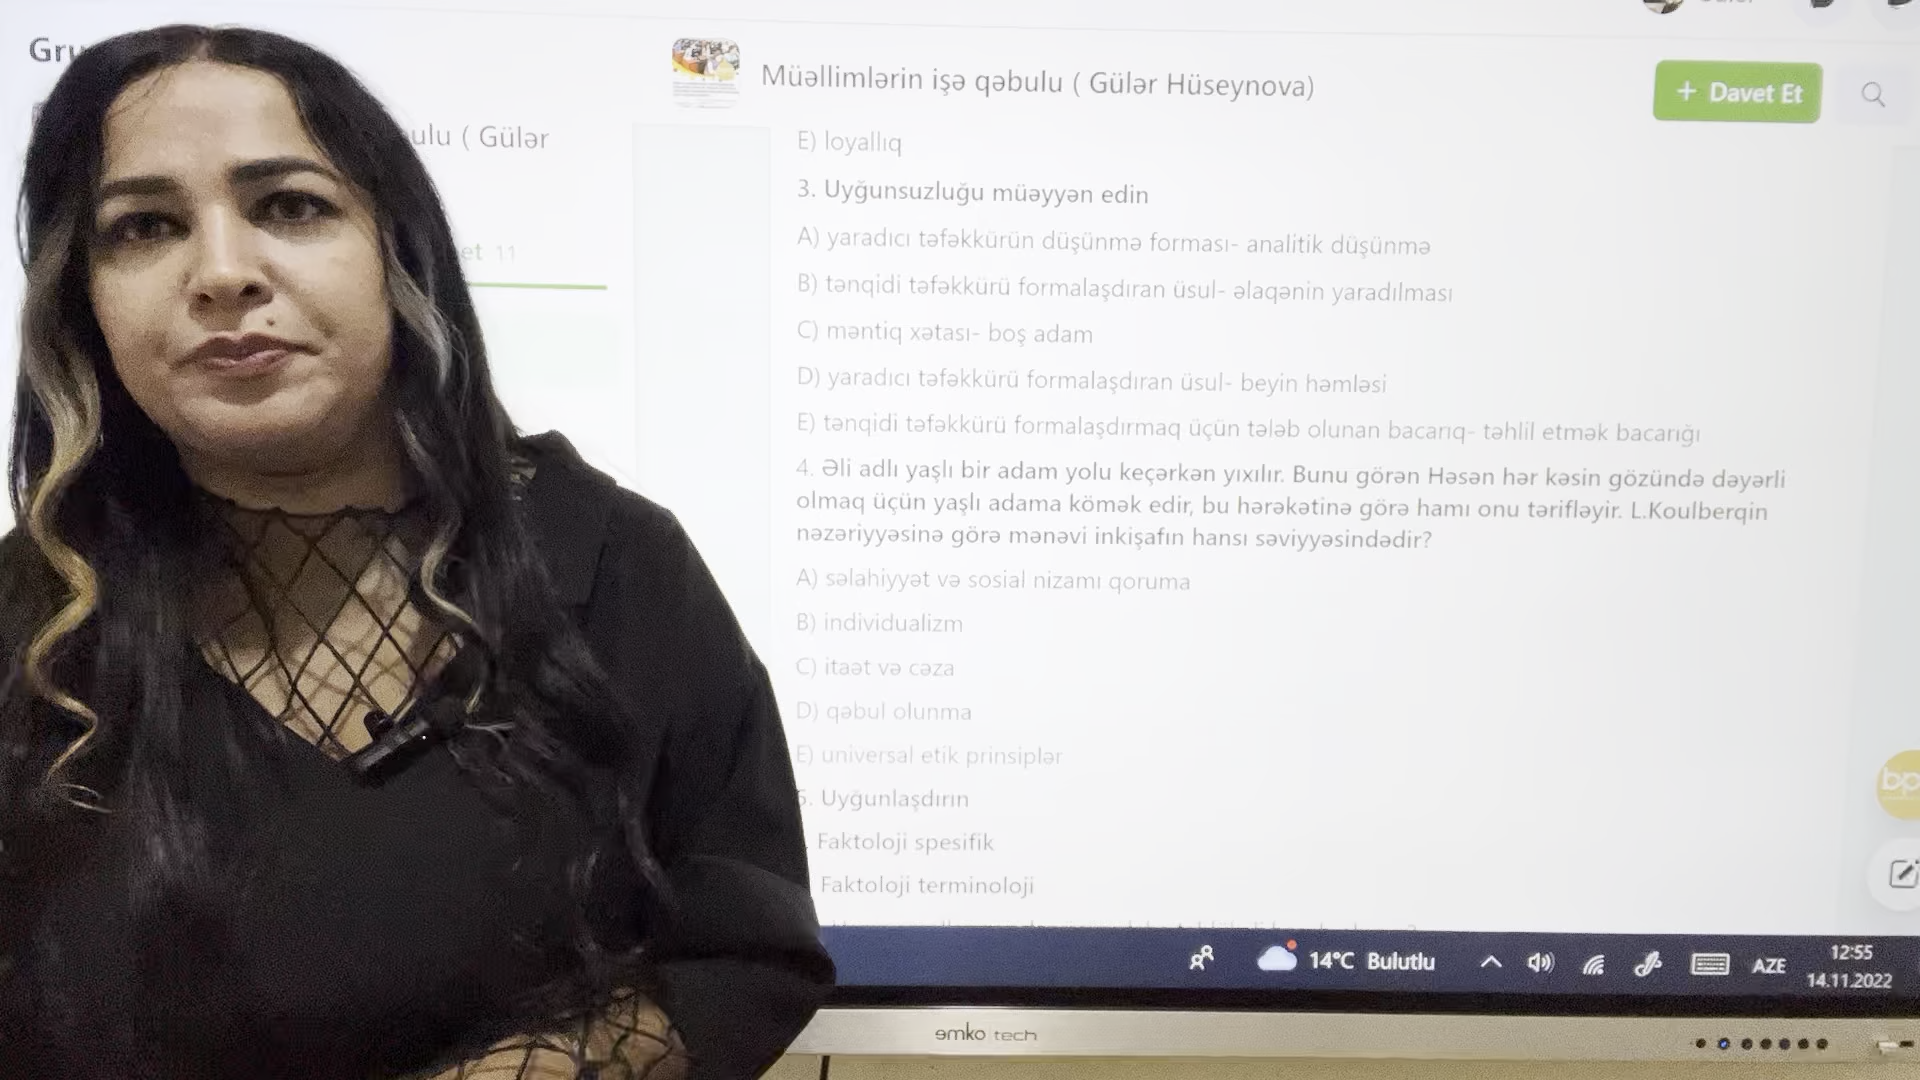 Müəllimlərin işə qəbulu ( Gülər Hüseynova)
+ Davet Et
( Gülər
11
E) loyallıq
3. Uyğunsuzluğu müəyyən edin
A) yaradıcı təfəkkürün düşünmə forması- analitik düşünmə
B) tənqidi təfəkkürü formalaşdıran üsul- əlaqənin yaradılması
C) məntiq xətası- boş adam
D) yaradıcı təfəkkürü formalaşdıran üsul- beyin həmləsi
E) tənqidi təfəkkürü formalaşdırmaq üçün tələb olunan bacarıq- təhlil etmək bacarığı
4. Əli adlı yaşlı bir adam yolu keçərkən yıxılır. Bunu görən Həsən hər kəsin gözündə dəyərli
olmaq üçün yaşlı adama kömək edir, bu hərəkətinə görə hamı onu tərifləyir. L.Koulberqin
nəzəriyyəsinə görə mənəvi inkişafın hansı səviyyəsindədir?
A) səlahiyyət və sosial nizamı qoruma
B) individualizm
C) itaət və cəza
D) qəbul olunma
E) universal etik prinsiplər
5. Uyğunlaşdırın
Faktoloji spesifik
Faktoloji terminoloji
bp
14°C Bulutlu
AZE
12:55
14.11.2022
emko tech